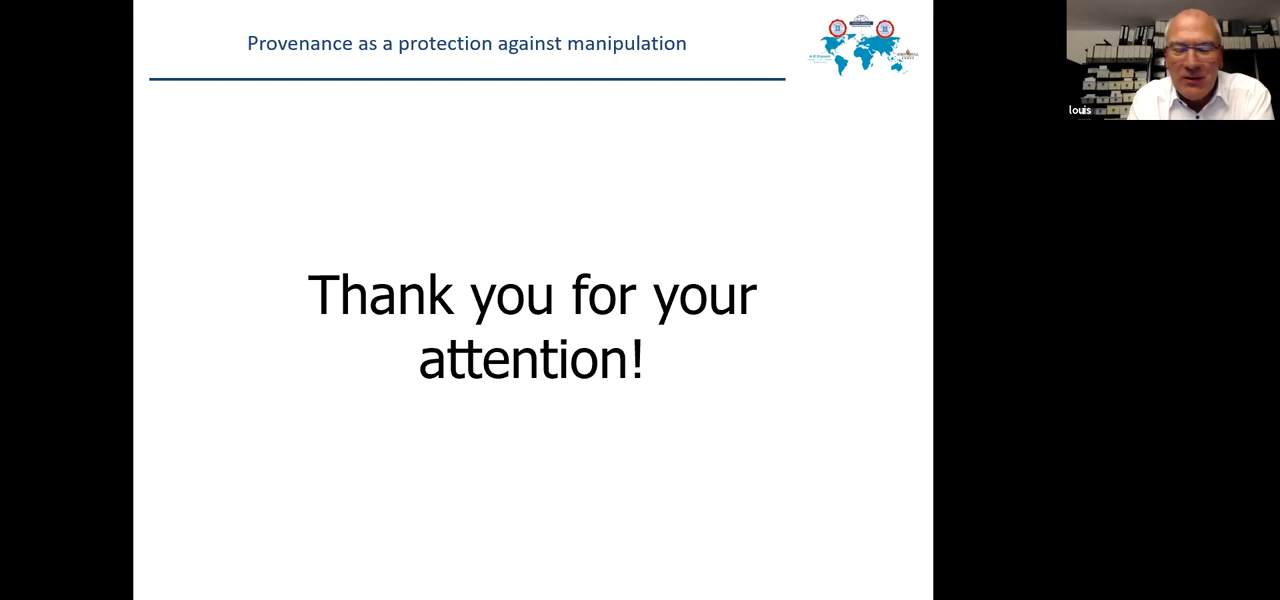 Provenance as a protection against manipulation
Thank you for your
attention!
louis